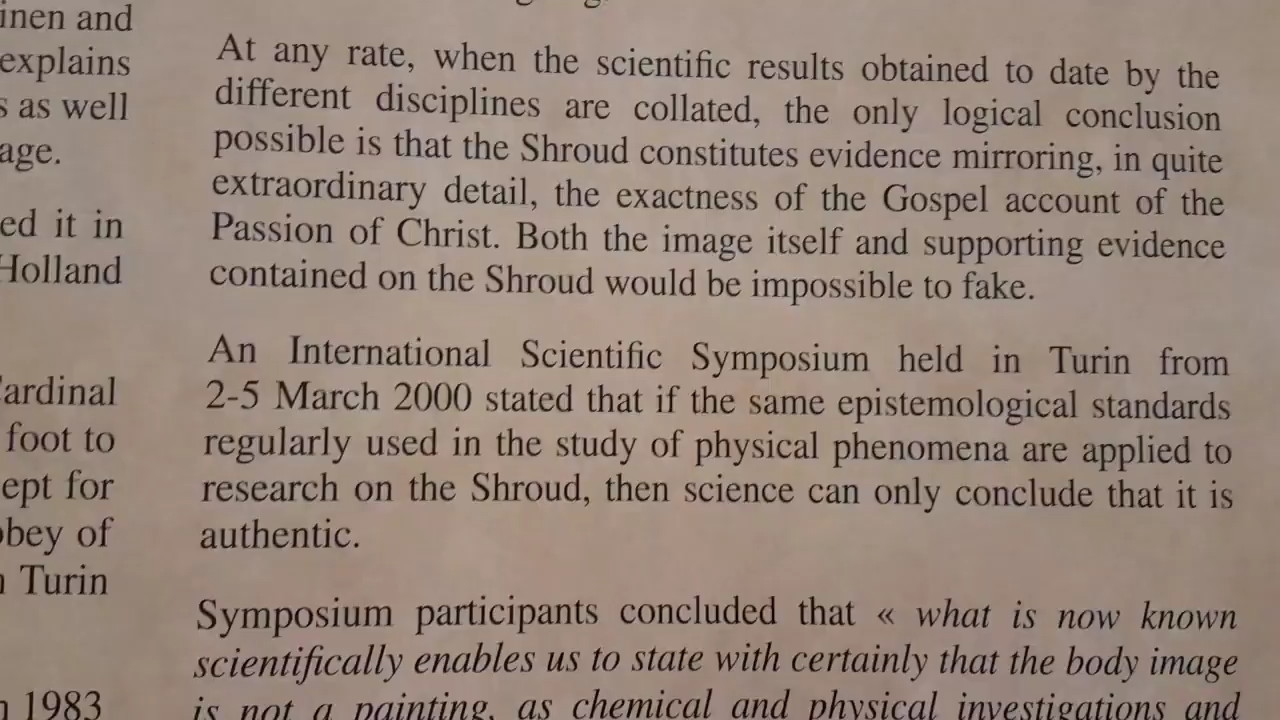 inen and
explains
s as well
age.
ed it in
Holland
ardinal
foot to
ept for
bbey of
Turin
1983
At any rate, when the scientific results obtained to date by the
different disciplines are collated, the only logical conclusion
possible is that the Shroud constitutes evidence mirroring, in quite
extraordinary detail, the exactness of the Gospel account of the
Passion of Christ. Both the image itself and supporting evidence
contained on the Shroud would be impossible to fake.
An International Scientific Symposium held in Turin from
2-5 March 2000 stated that if the same epistemological standards
regularly used in the study of physical phenomena are applied to
research on the Shroud, then science can only conclude that it is
authentic.
Symposium participants concluded that « what is now known
scientifically enables us to state with certainly that the body image
is not a painting, as chemical and physical investigations and